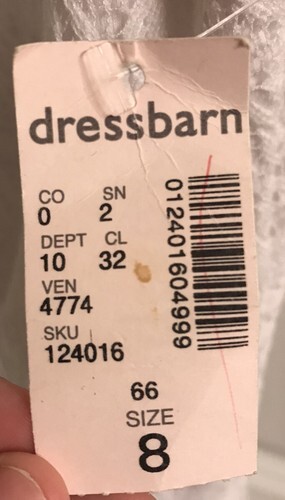 dressbarn
CO SN
0 2
DEPT CL
10 32
VEN
4774
SKU
124016
012401604999
66
SIZE
8